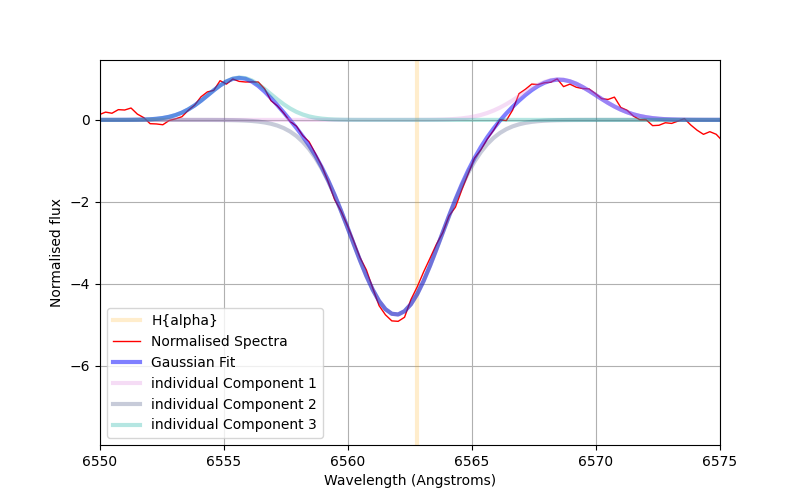 0
−2
−4
−6
Normalised flux
H{alpha}
Normalised Spectra
Gaussian Fit
individual Component 1
individual Component 2
individual Component 3
6550 6555 6560 6565 6570 6575
Wavelength (Angstroms)